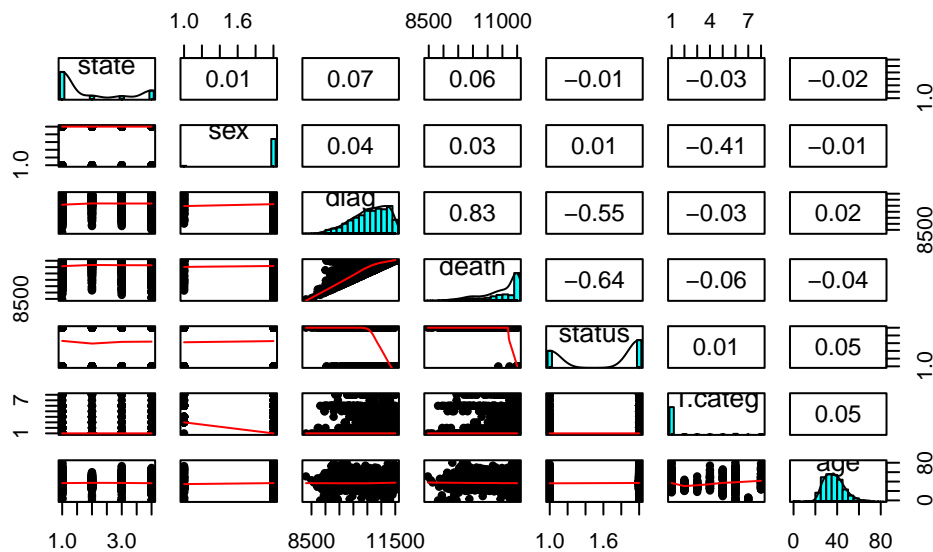 1.0 1.6 8500 11000 1 4 7
state 0.01 0.07 0.06 −0.01 −0.03 −0.02 1.0
1.0 sex 0.04 0.03 0.01 −0.41 −0.01
diag 0.83 −0.55 −0.03 0.02 8500
8500 death −0.64 −0.06 −0.04
status 0.01 0.05 1.0
1 7 T.categ 0.05
age 0 80
1.0 3.0 8500 11500 1.0 1.6 0 40 80